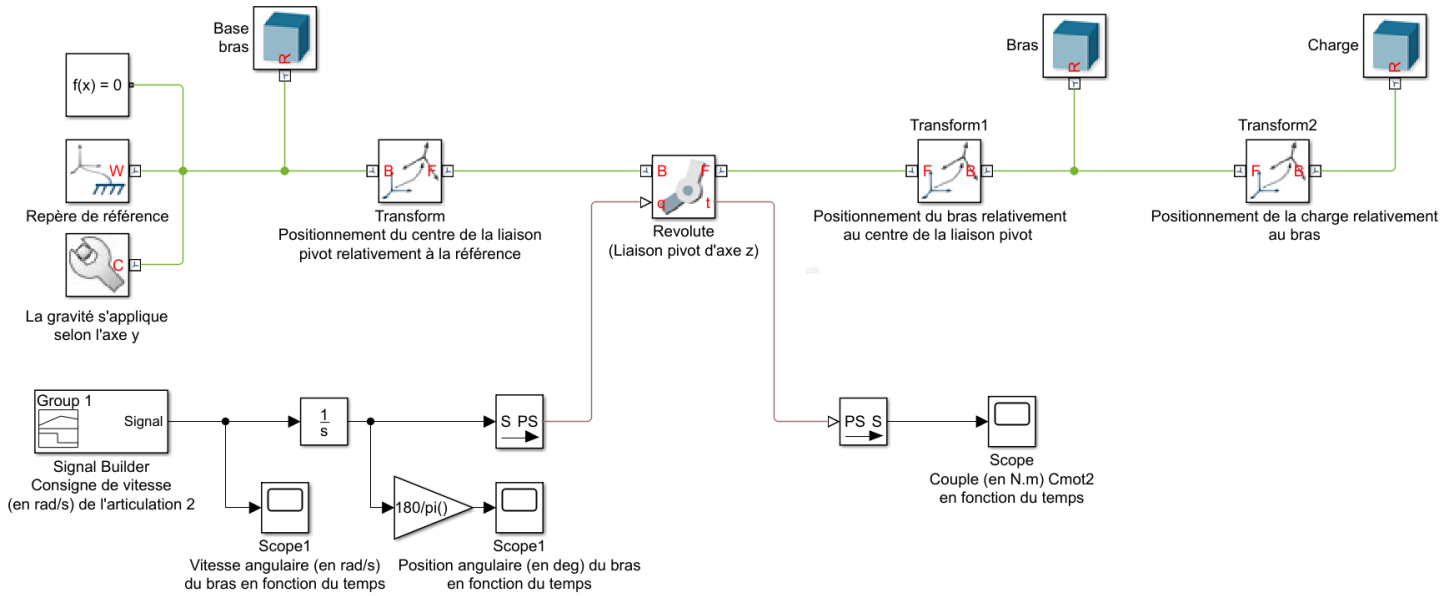 Base
bras
R
Bras
R
Charge
R
f(x) = 0
Transform1
Transform2
W
B
F
B
F
F
B
F
B
q
t
Repère de référence
Transform
Positionnement du centre de la liaison
pivot relativement à la référence
Revolute
(Liaison pivot d'axe z)
Positionnement du bras relativement
au centre de la liaison pivot
Positionnement de la charge relativement
au bras
C
La gravité s'applique
selon l'axe y
Group 1
Signal
1
s
S PS
PS S
Signal Builder
Consigne de vitesse
(en rad/s) de l'articulation 2
180/pi()
Scope
Couple (en N.m) Cmot2
en fonction du temps
Scope1
Vitesse angulaire (en rad/s)
du bras en fonction du temps
Scope1
Position angulaire (en deg) du bras
en fonction du temps